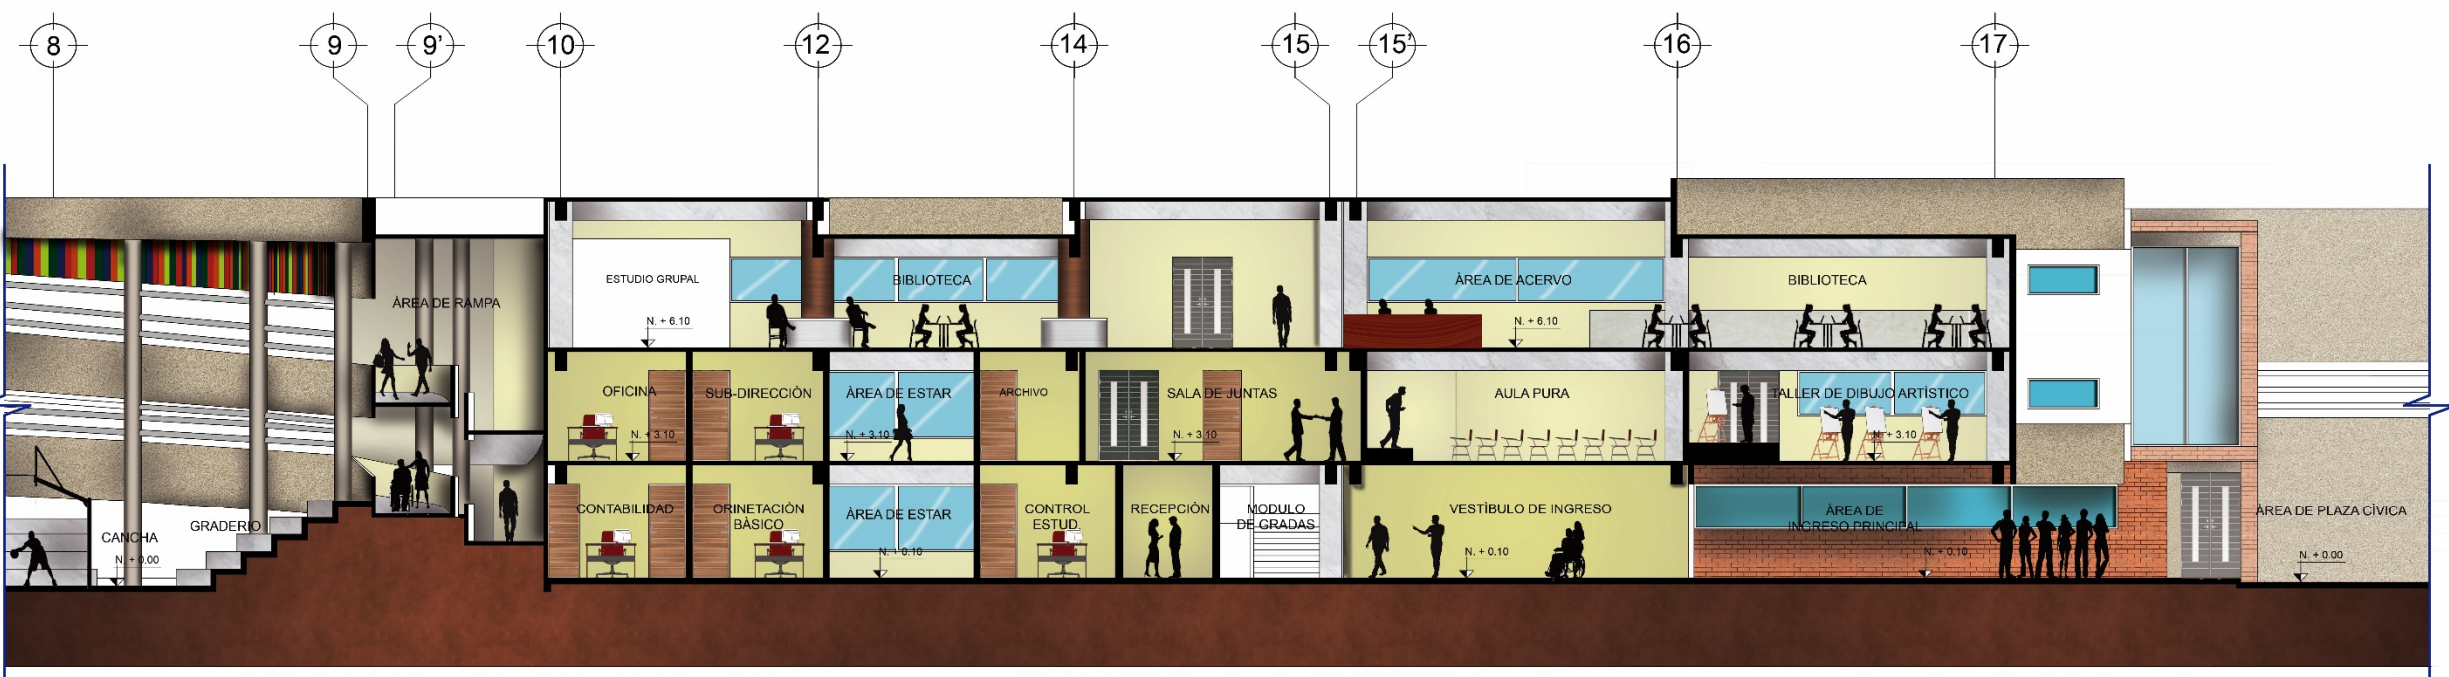 8
9
9'
10
12
14
15
15'
16
17
ESTUDIO GRUPAL
BIBLIOTECA
ÀREA DE ACERVO
BIBLIOTECA
ÀREA DE RAMPA
N. + 6.10
N. + 6.10
OFICINA
SUB-DIRECCIÒN
ÀREA DE ESTAR
ARCHIVO
SALA DE JUNTAS
AULA PURA
TALLER DE DIBUJO ARTÌSTICO
N. + 3.10
N. + 3.10
N. + 3.10
N. + 3.10
CONTABILIDAD
ORINETACIÒN
BÀSICO
ÀREA DE ESTAR
CONTROL
ESTUD.
RECEPCIÒN
MODULO
DE GRADAS
VESTÌBULO DE INGRESO
ÀREA DE
INGRESO PRINCIPAL
ÀREA DE PLAZA CÌVICA
GRADERIO
CANCHA
N. + 0.00
N. + 0.10
N. + 0.10
N. + 0.10
N. + 0.00